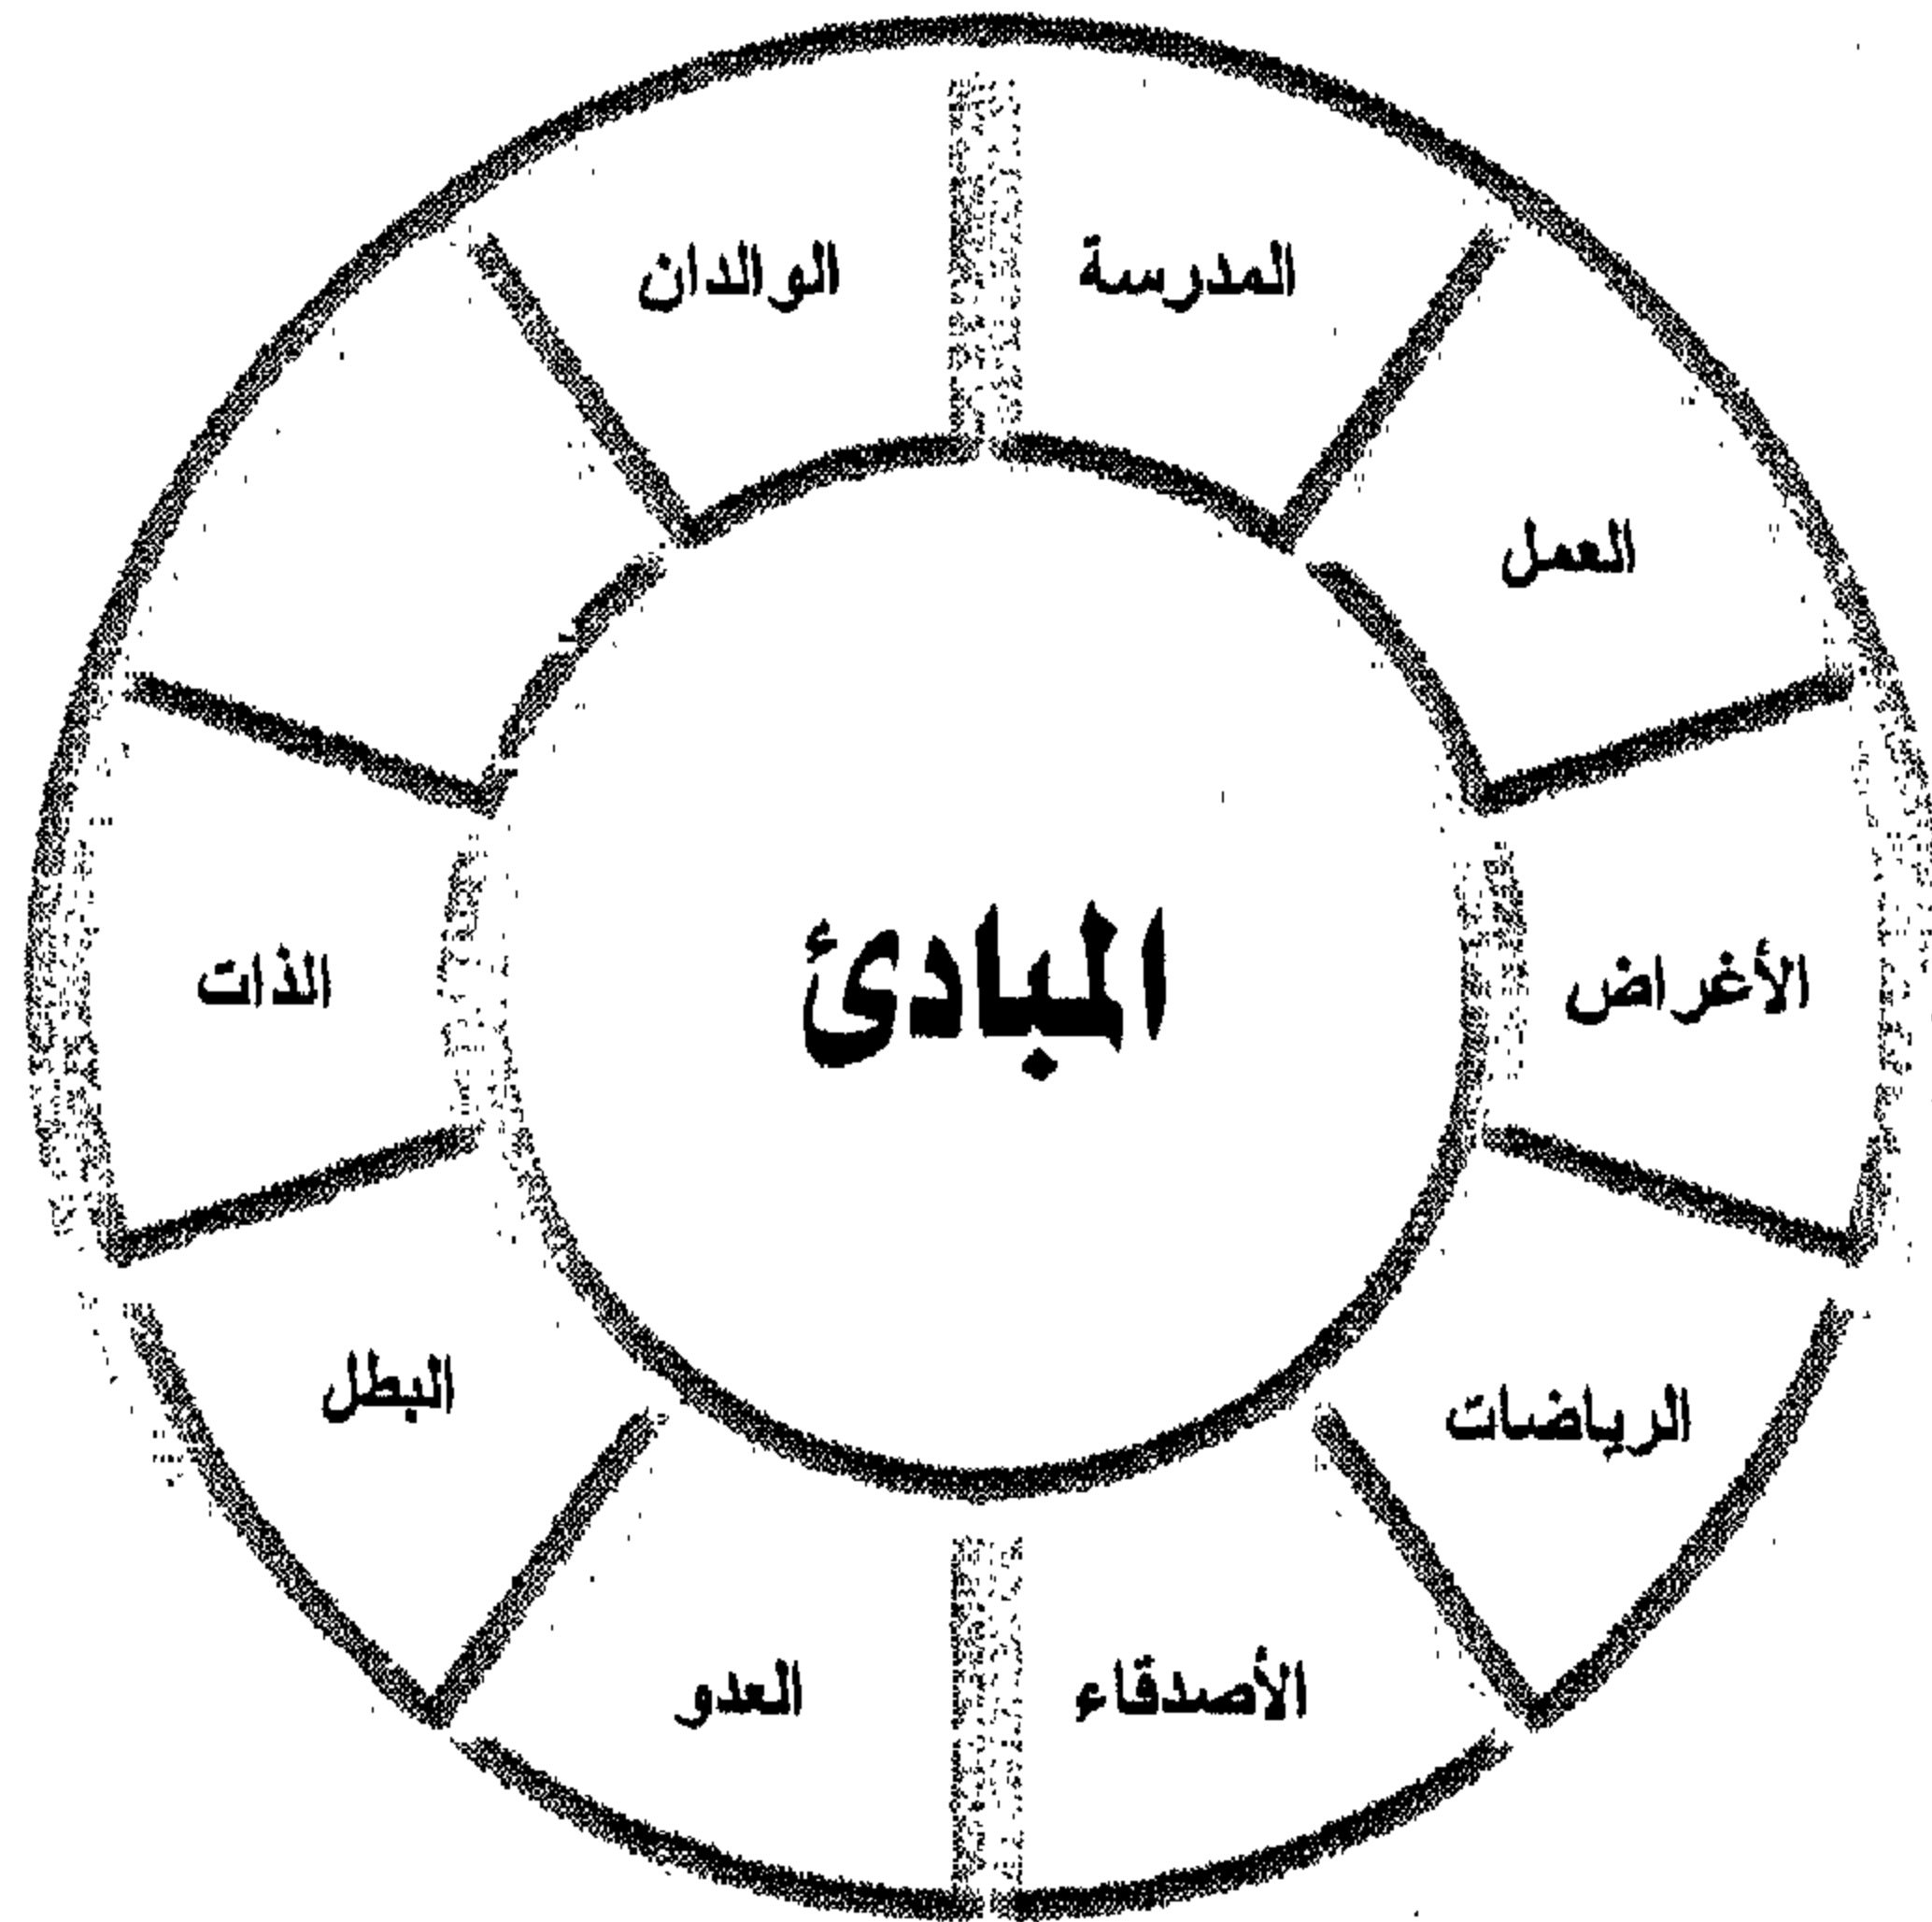 المدرسة
الوالدان
العمل
الأغراض
المبادئ
الذات
الرياضات
البطل
الأصدقاء
العدو